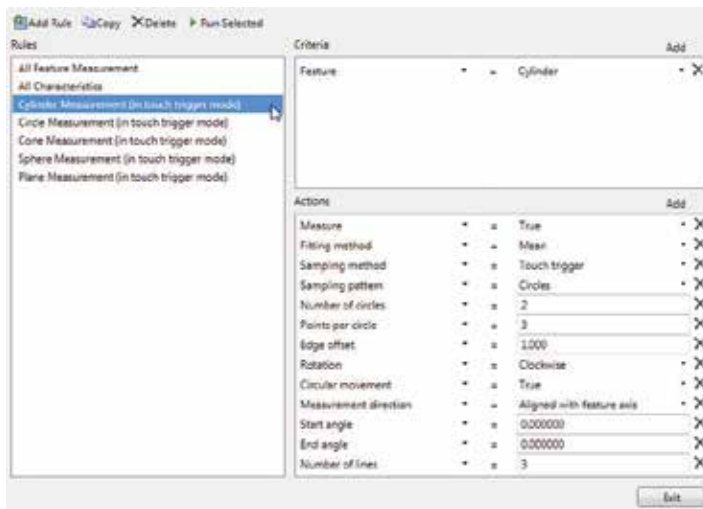 Add Rule Copy Delete Run Selected
Rules
All Feature Measurement
All Characteristics
Cylinder Measurement (in touch trigger mode)
Circle Measurement (in touch trigger mode)
Cone Measurement (in touch trigger mode)
Sphere Measurement (in touch trigger mode)
Plane Measurement (in touch trigger mode)
Criteria Add
Feature = Cylinder
Actions Add
Measure = True
Fitting method = Mean
Sampling method = Touch trigger
Sampling pattern = Circles
Number of circles = 2
Points per circle = 3
Edge offset = 1.000
Rotation = Clockwise
Circular movement = True
Measurement direction = Aligned with feature axis
Start angle = 0.000000
End angle = 0.000000
Number of lines = 3
Exit